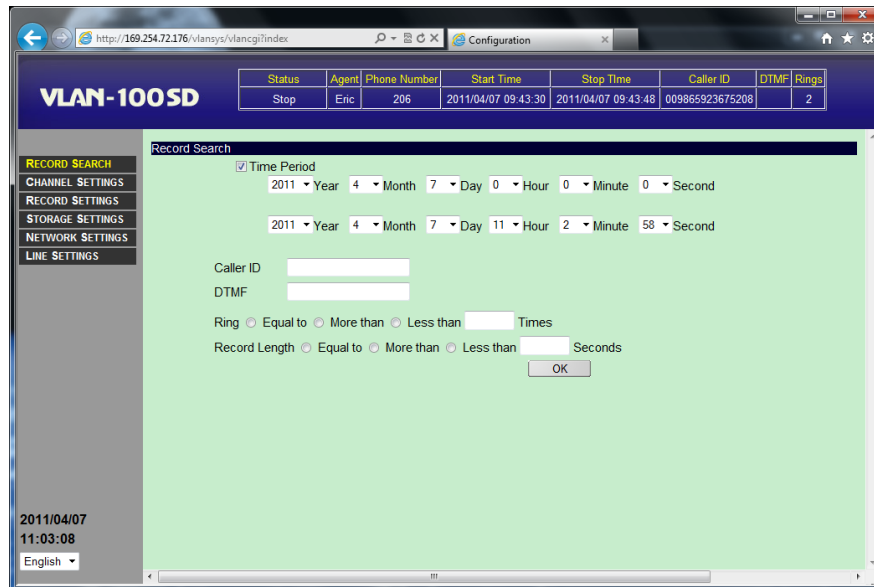 http://169.254.72.176/vlansys/vlancgi?index
Configuration
VLAN-100SD
Status Agent Phone Number Start Time Stop TIme Caller ID DTMF Rings
Stop Eric 206 2011/04/07 09:43:30 2011/04/07 09:43:48 009865923675208 2
Record Search
RECORD SEARCH
CHANNEL SETTINGS
RECORD SETTINGS
STORAGE SETTINGS
NETWORK SETTINGS
LINE SETTINGS
Time Period
2011 Year 4 Month 7 Day 0 Hour 0 Minute 0 Second
2011 Year 4 Month 7 Day 11 Hour 2 Minute 58 Second
Caller ID
DTMF
Ring Equal to More than Less than Times
Record Length Equal to More than Less than Seconds
OK
2011/04/07
11:03:08
English